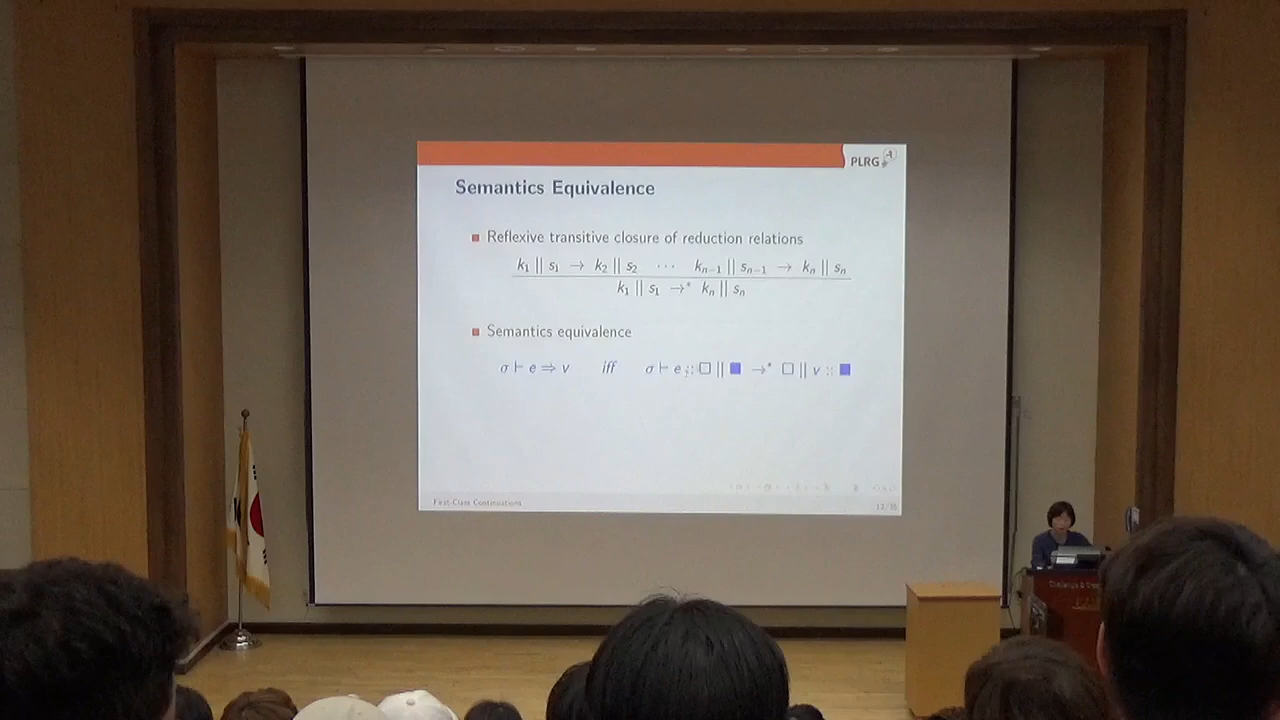 PLRG
Semantics Equivalence
Reflexive transitive closure of reduction relations
k₁ || s₁ → k₂ || s₂ ⋯ kₙ₋₁ || sₙ₋₁ → kₙ || sₙ
k₁ || s₁ →* kₙ || sₙ
Semantics equivalence
σ ⊢ e ⇒ v iff σ ⊢ e :: □ || ■ →* □ || v :: ■
First-Class Continuations